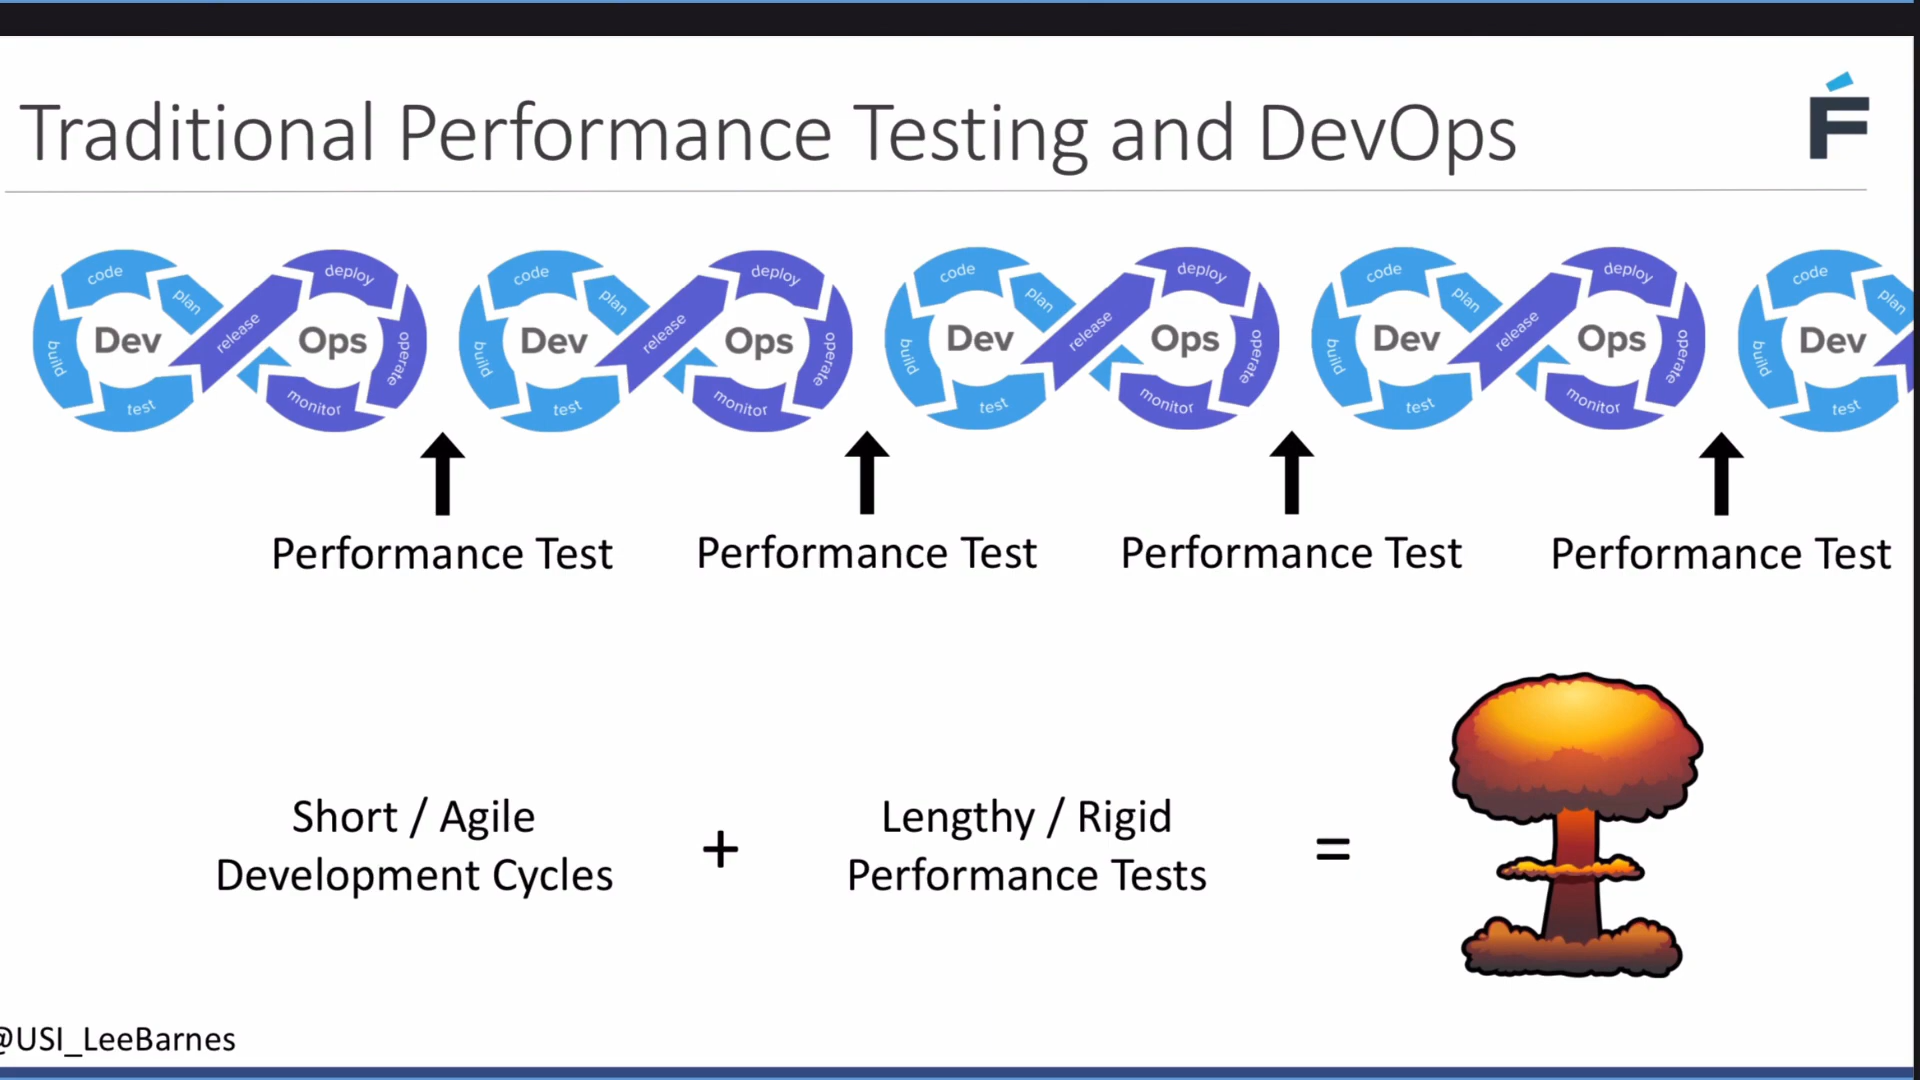 Traditional Performance Testing and DevOps
F
code plan build Dev test release deploy Ops operate monitor
code plan build Dev test release deploy Ops operate monitor
code plan build Dev test release deploy Ops operate monitor
code plan build Dev test release deploy Ops operate monitor
code plan build Dev test
Performance Test Performance Test Performance Test Performance Test
Short / Agile
Development Cycles
+
Lengthy / Rigid
Performance Tests
=
@USI_LeeBarnes